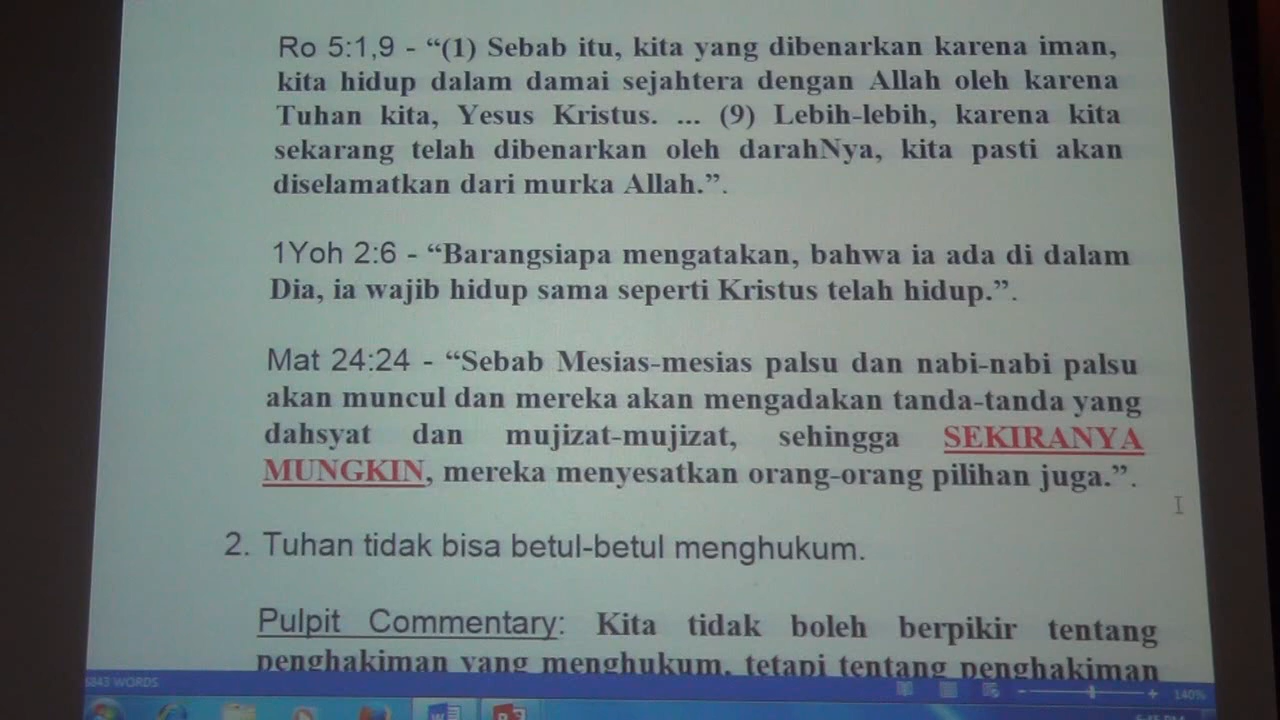 Ro 5:1,9 - “(1) Sebab itu, kita yang dibenarkan karena iman,
kita hidup dalam damai sejahtera dengan Allah oleh karena
Tuhan kita, Yesus Kristus. ... (9) Lebih-lebih, karena kita
sekarang telah dibenarkan oleh darahNya, kita pasti akan
diselamatkan dari murka Allah.”.
1Yoh 2:6 - “Barangsiapa mengatakan, bahwa ia ada di dalam
Dia, ia wajib hidup sama seperti Kristus telah hidup.”.
Mat 24:24 - “Sebab Mesias-mesias palsu dan nabi-nabi palsu
akan muncul dan mereka akan mengadakan tanda-tanda yang
dahsyat dan mujizat-mujizat, sehingga SEKIRANYA
MUNGKIN, mereka menyesatkan orang-orang pilihan juga.”.
2. Tuhan tidak bisa betul-betul menghukum.
Pulpit Commentary: Kita tidak boleh berpikir tentang
penghakiman yang menghukum, tetapi tentang penghakiman
WORDS
140%